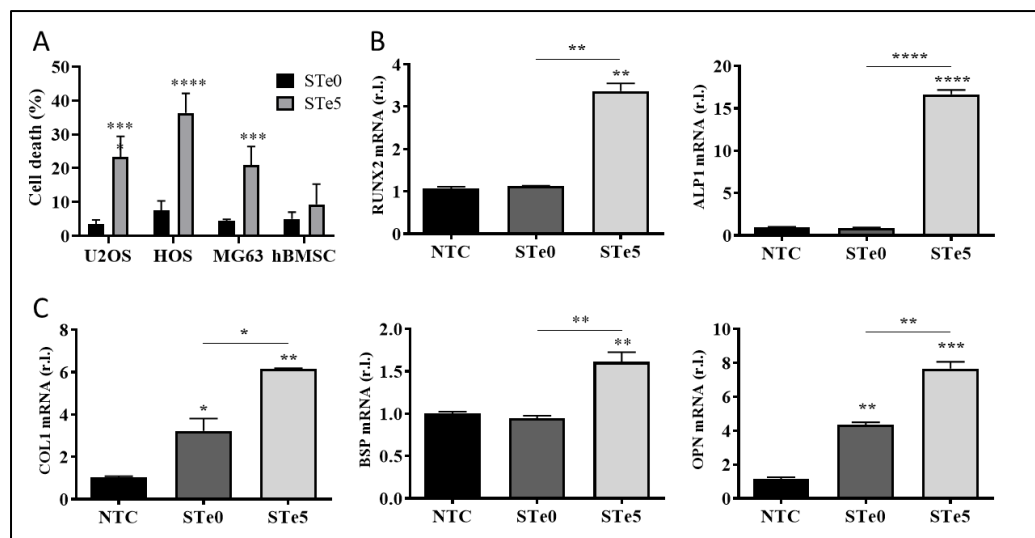 A
Cell death (%)
50
40
30
20
10
0
***
*
****
***
STe0
STe5
U2OS HOS MG63 hBMSC
B
RUNX2 mRNA (r.l.)
4
3
2
1
0
**
**
NTC STe0 STe5
ALP1 mRNA (r.l.)
20
15
10
5
0
****
****
NTC STe0 STe5
C
COL1 mRNA (r.l.)
8
6
4
2
0
*
*
**
NTC STe0 STe5
BSP mRNA (r.l.)
2.0
1.5
1.0
0.5
0.0
**
**
NTC STe0 STe5
OPN mRNA (r.l.)
10
8
6
4
2
0
**
**
***
NTC STe0 STe5